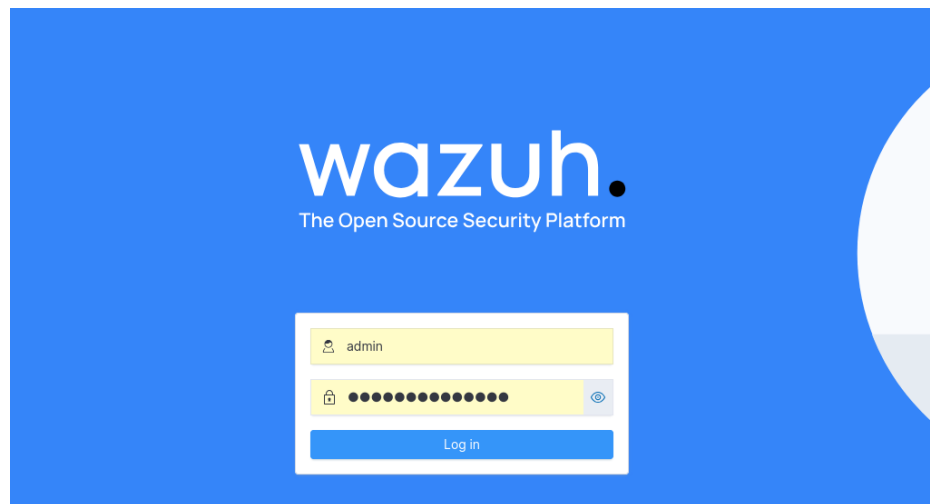 wazuh.
The Open Source Security Platform
admin
●●●●●●●●●●●●●●
Log in